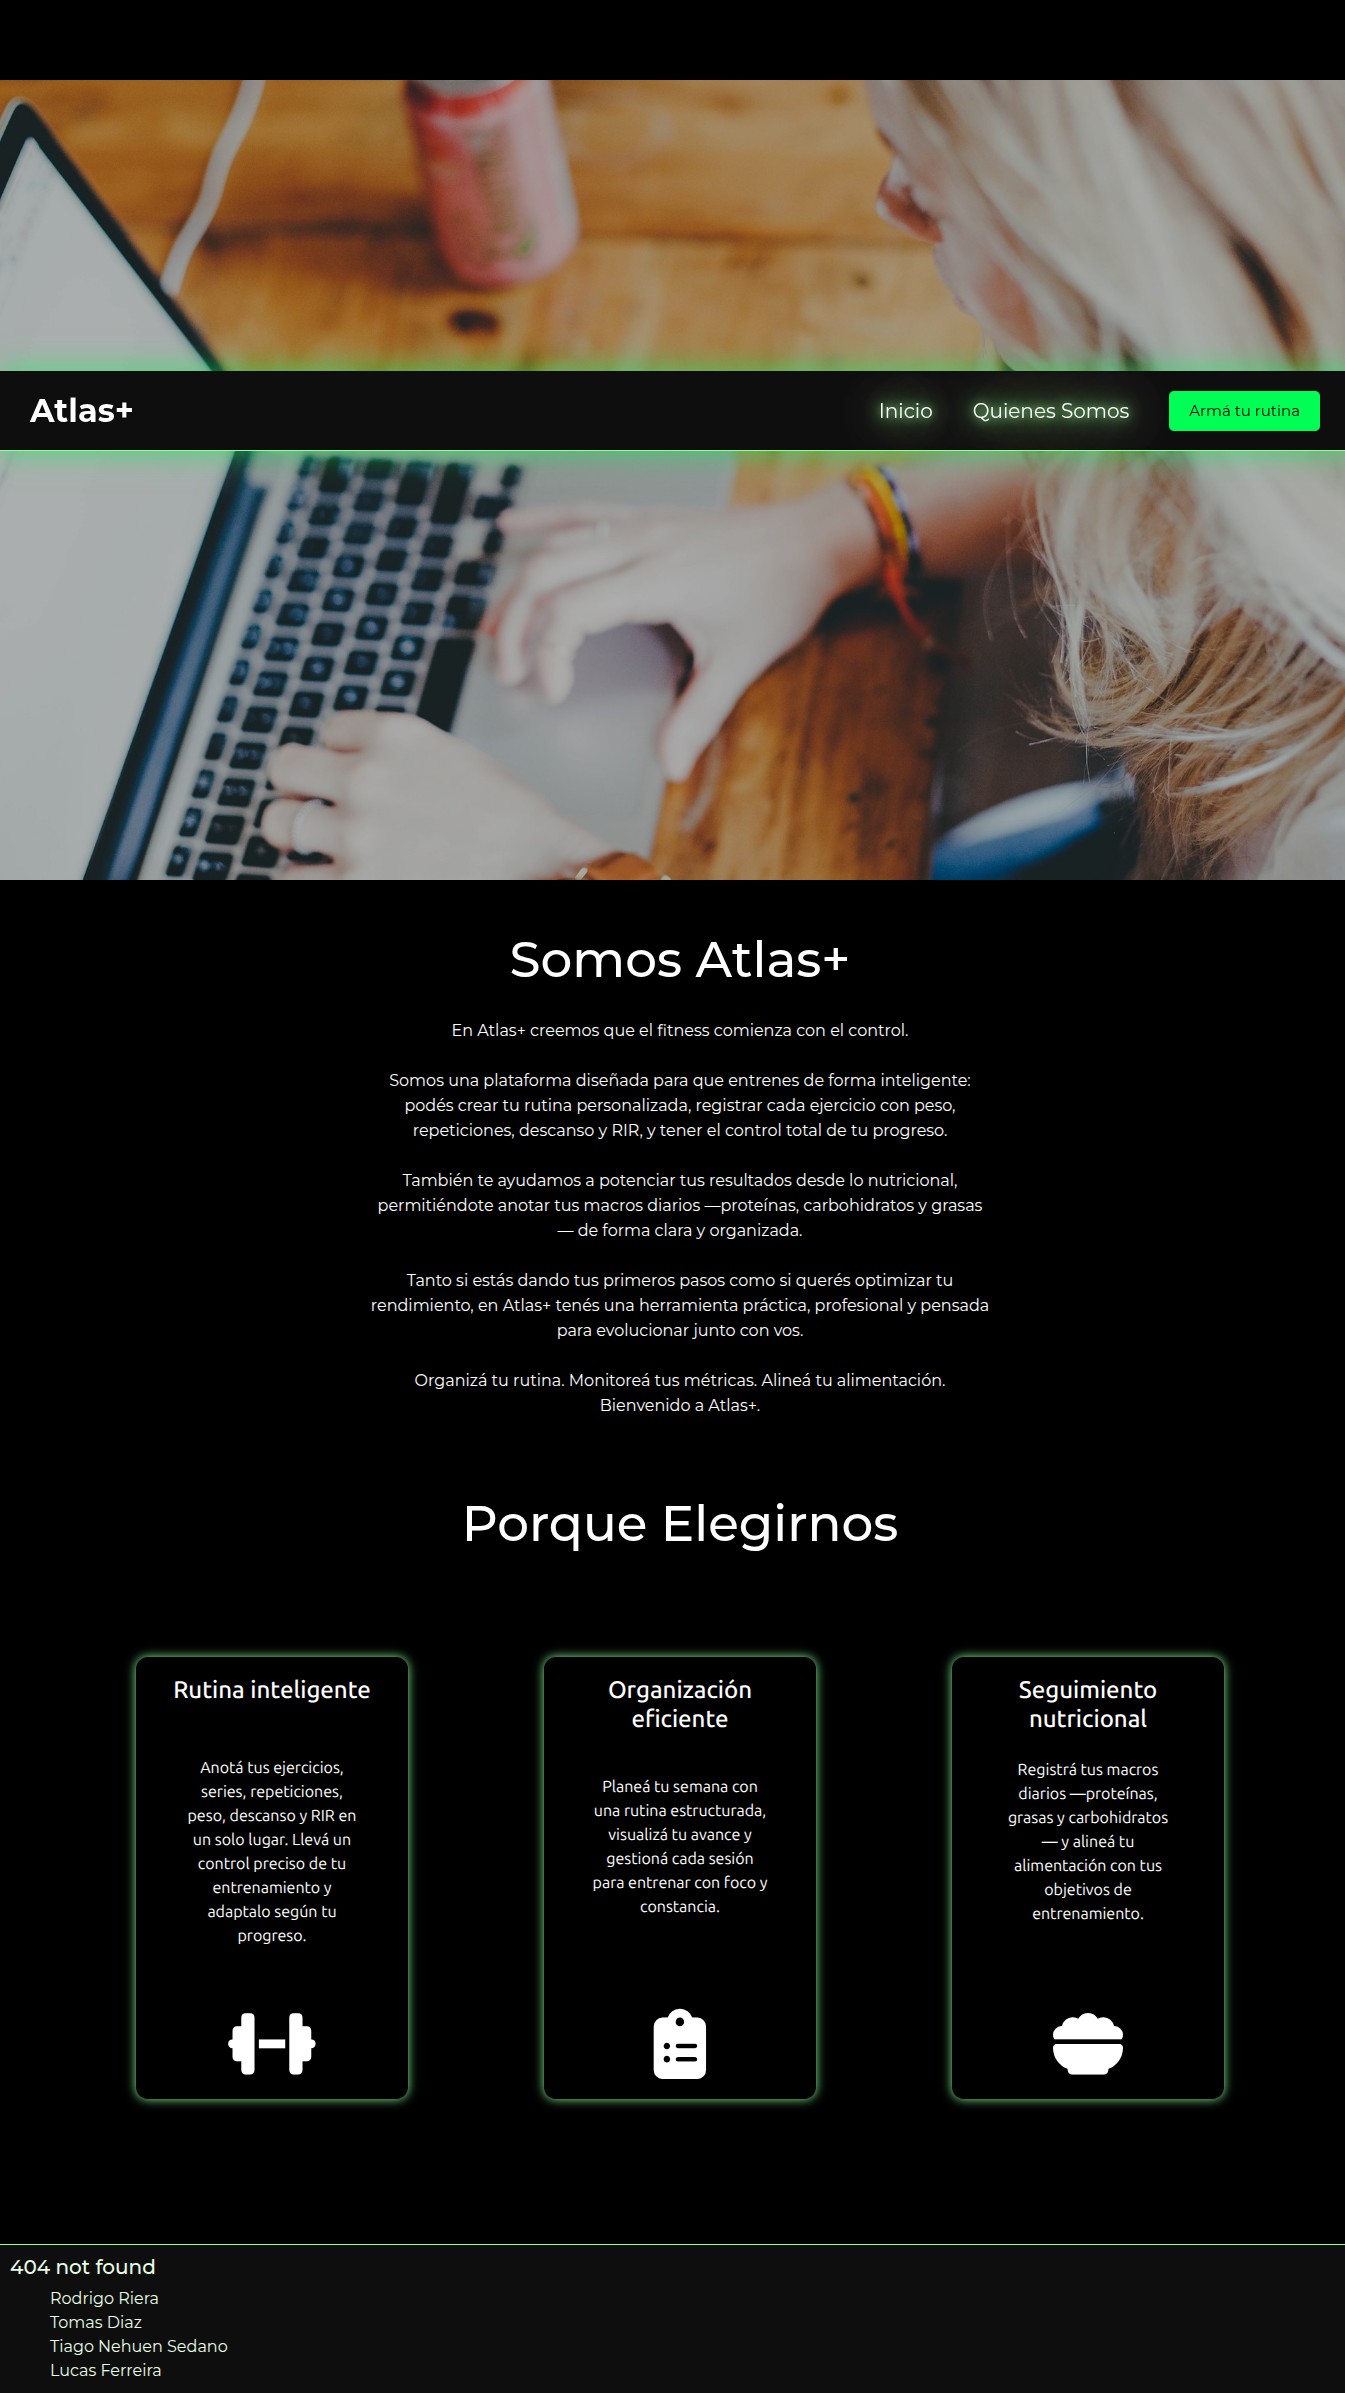 Atlas+
Inicio
Quienes Somos
Armá tu rutina
Somos Atlas+
En Atlas+ creemos que el fitness comienza con el control.
Somos una plataforma diseñada para que entrenes de forma inteligente:
podés crear tu rutina personalizada, registrar cada ejercicio con peso,
repeticiones, descanso y RIR, y tener el control total de tu progreso.
También te ayudamos a potenciar tus resultados desde lo nutricional,
permitiéndote anotar tus macros diarios —proteínas, carbohidratos y grasas
— de forma clara y organizada.
Tanto si estás dando tus primeros pasos como si querés optimizar tu
rendimiento, en Atlas+ tenés una herramienta práctica, profesional y pensada
para evolucionar junto con vos.
Organizá tu rutina. Monitoreá tus métricas. Alineá tu alimentación.
Bienvenido a Atlas+.
Porque Elegirnos
Rutina inteligente
Anotá tus ejercicios,
series, repeticiones,
peso, descanso y RIR en
un solo lugar. Llevá un
control preciso de tu
entrenamiento y
adaptalo según tu
progreso.
Organización
eficiente
Planeá tu semana con
una rutina estructurada,
visualizá tu avance y
gestioná cada sesión
para entrenar con foco y
constancia.
Seguimiento
nutricional
Registrá tus macros
diarios —proteínas,
grasas y carbohidratos
— y alineá tu
alimentación con tus
objetivos de
entrenamiento.
404 not found
Rodrigo Riera
Tomas Diaz
Tiago Nehuen Sedano
Lucas Ferreira